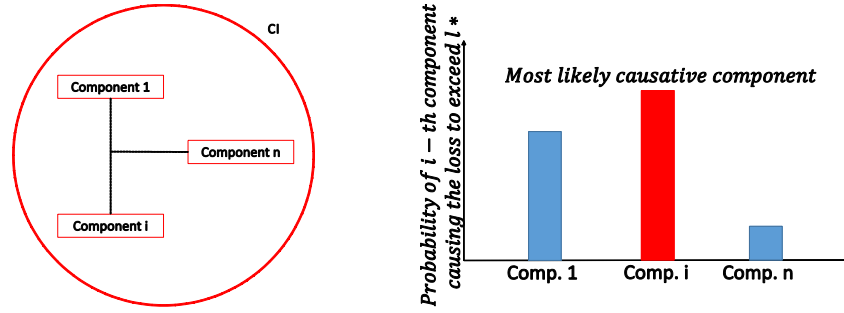 CI
Component 1
Component n
Component i
Probability of i − th component
causing the loss to exceed l *
Most likely causative component
Comp. 1
Comp. i
Comp. n